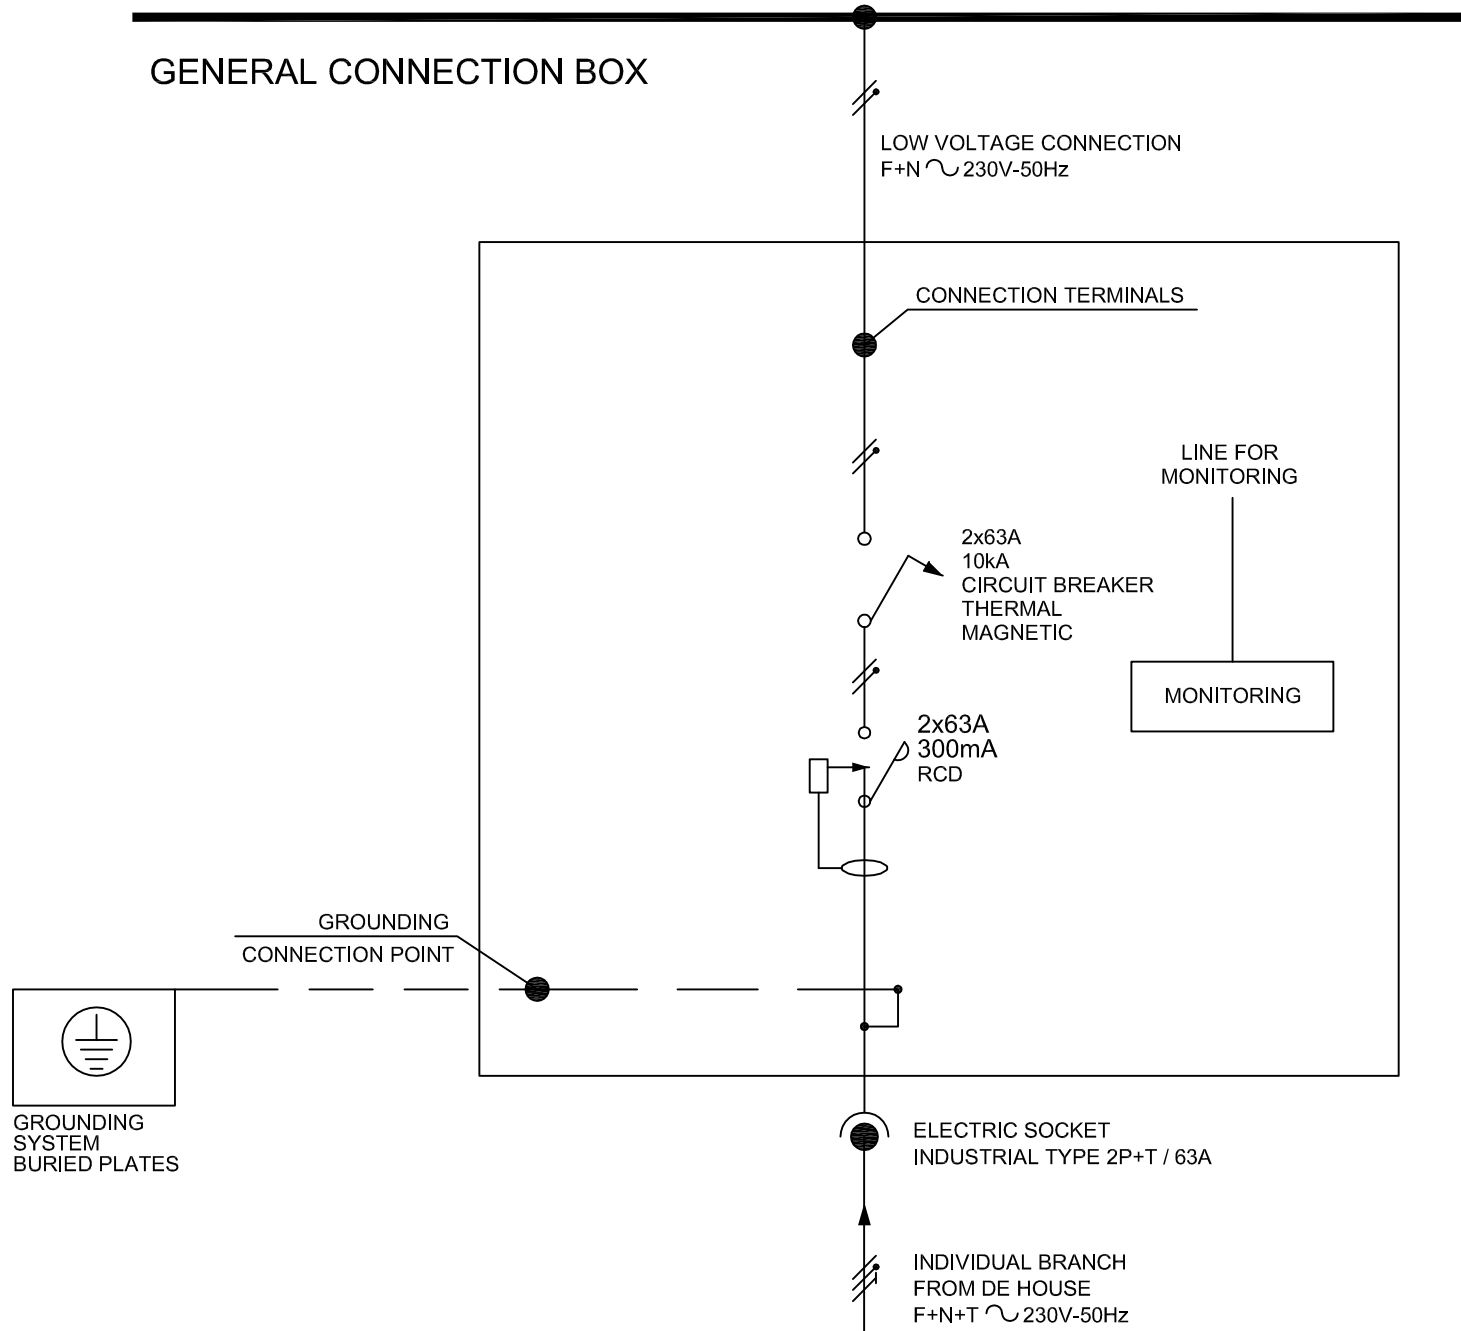 GENERAL CONNECTION BOX
LOW VOLTAGE CONNECTION
F+N 230V-50Hz
CONNECTION TERMINALS
LINE FOR
MONITORING
2x63A
10kA
CIRCUIT BREAKER
THERMAL
MAGNETIC
MONITORING
2x63A
300mA
RCD
GROUNDING
CONNECTION POINT
GROUNDING
SYSTEM
BURIED PLATES
ELECTRIC SOCKET
INDUSTRIAL TYPE 2P+T / 63A
INDIVIDUAL BRANCH
FROM DE HOUSE
F+N+T 230V-50Hz